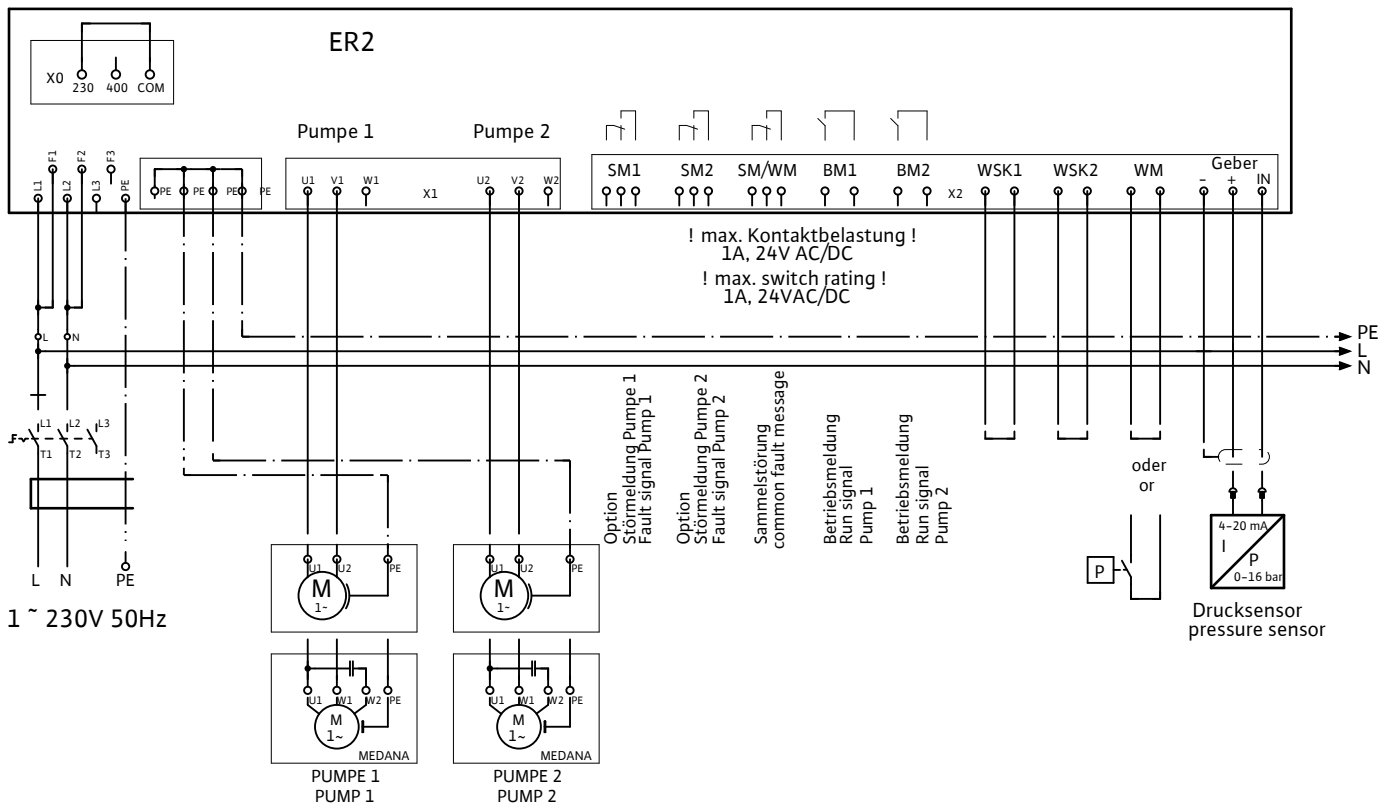 ER2
X0
230 400 COM
Pumpe 1
Pumpe 2
F1 F2 F3
L1 L2 L3 PE
PE PE PE PE
U1 V1 W1
X1
U2 V2 W2
SM1 SM2 SM/WM BM1 BM2
X2
WSK1 WSK2 WM
Geber
- + IN
! max. Kontaktbelastung !
1A, 24V AC/DC
! max. switch rating !
1A, 24VAC/DC
L N
PE
L
N
L1 L2 L3
T1 T2 T3
L N PE
1 ~ 230V 50Hz
Option
Störmeldung Pumpe 1
Fault signal Pump 1
Option
Störmeldung Pumpe 2
Fault signal Pump 2
Sammelstörung
common fault message
Betriebsmeldung
Run signal
Pump 1
Betriebsmeldung
Run signal
Pump 2
oder
or
P
4-20 mA
I
P
0-16 bar
Drucksensor
pressure sensor
U1 U2 PE
M
1~
U1 U2 PE
M
1~
U1 W1 W2 PE
M
1~
MEDANA
U1 W1 W2 PE
M
1~
MEDANA
PUMPE 1
PUMP 1
PUMPE 2
PUMP 2